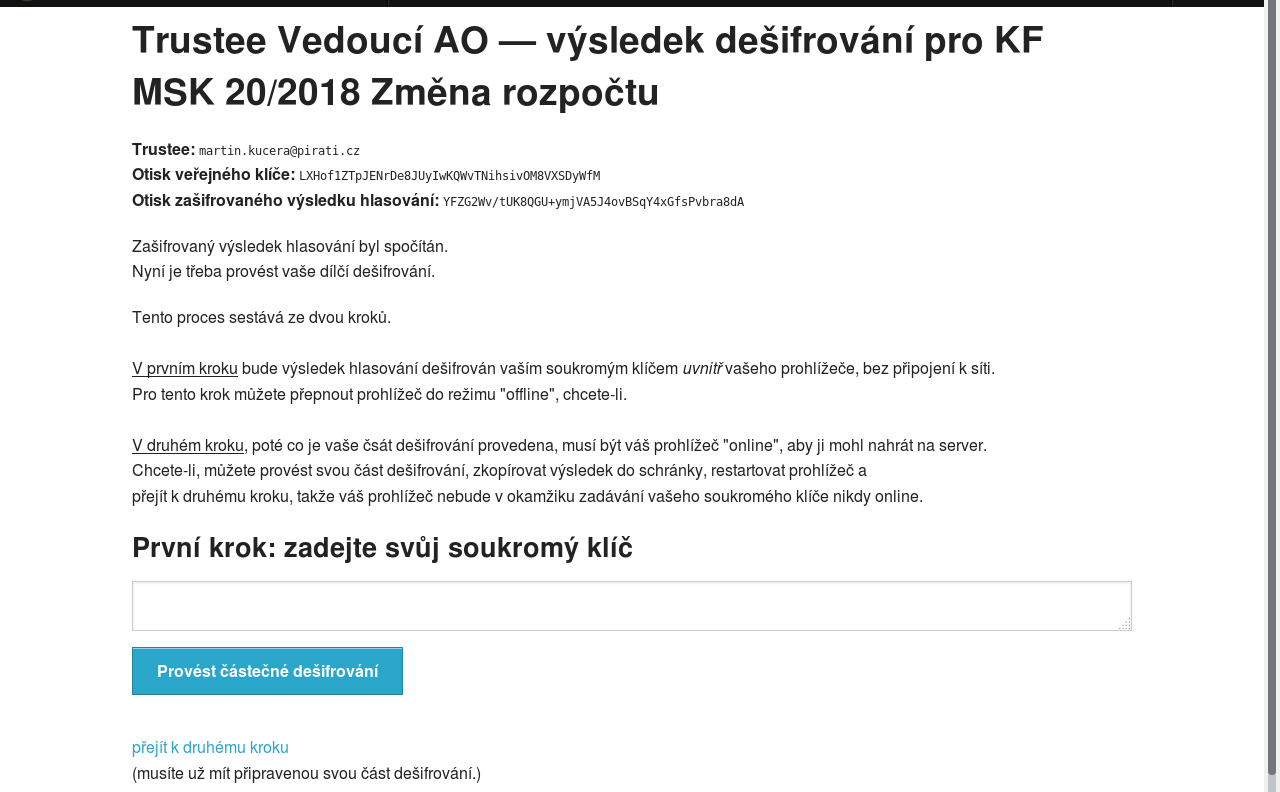 Trustee Vedoucí AO — výsledek dešifrování pro KF
MSK 20/2018 Změna rozpočtu
Trustee: martin.kucera@pirati.cz
Otisk veřejného klíče: LXHof1ZTpJENrDe8JUyIwKQWvTNihsivOM8VXSDyWfM
Otisk zašifrovaného výsledku hlasování: YFZG2Wv/tUK8QGU+ymjVA5J4ovBSqY4xGfsPvbra8dA
Zašifrovaný výsledek hlasování byl spočítán.
Nyní je třeba provést vaše dílčí dešifrování.
Tento proces sestává ze dvou kroků.
V prvním kroku bude výsledek hlasování dešifrován vaším soukromým klíčem uvnitř vašeho prohlížeče, bez připojení k síti.
Pro tento krok můžete přepnout prohlížeč do režimu "offline", chcete-li.
V druhém kroku, poté co je vaše čsát dešifrování provedena, musí být váš prohlížeč "online", aby ji mohl nahrát na server.
Chcete-li, můžete provést svou část dešifrování, zkopírovat výsledek do schránky, restartovat prohlížeč a
přejít k druhému kroku, takže váš prohlížeč nebude v okamžiku zadávání vašeho soukromého klíče nikdy online.
První krok: zadejte svůj soukromý klíč
Provést částečné dešifrování
přejít k druhému kroku
(musíte už mít připravenou svou část dešifrování.)